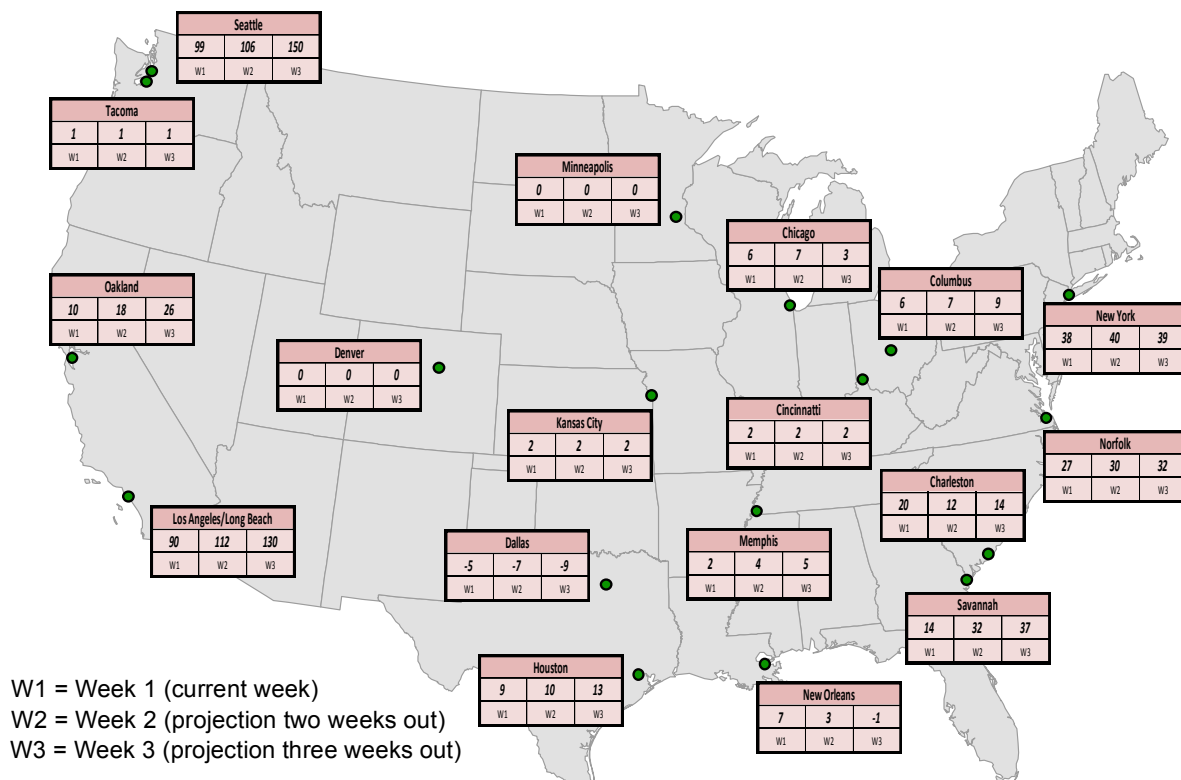 Seattle
99 106 150
W1 W2 W3
Tacoma
1 1 1
W1 W2 W3
Minneapolis
0 0 0
W1 W2 W3
Chicago
6 7 3
W1 W2 W3
Columbus
6 7 9
W1 W2 W3
Oakland
10 18 26
W1 W2 W3
New York
38 40 39
W1 W2 W3
Denver
0 0 0
W1 W2 W3
Kansas City
2 2 2
W1 W2 W3
Cincinnatti
2 2 2
W1 W2 W3
Norfolk
27 30 32
W1 W2 W3
Charleston
20 12 14
W1 W2 W3
Los Angeles/Long Beach
90 112 130
W1 W2 W3
Dallas
-5 -7 -9
W1 W2 W3
Memphis
2 4 5
W1 W2 W3
Savannah
14 32 37
W1 W2 W3
Houston
9 10 13
W1 W2 W3
New Orleans
7 3 -1
W1 W2 W3
W1 = Week 1 (current week)
W2 = Week 2 (projection two weeks out)
W3 = Week 3 (projection three weeks out)